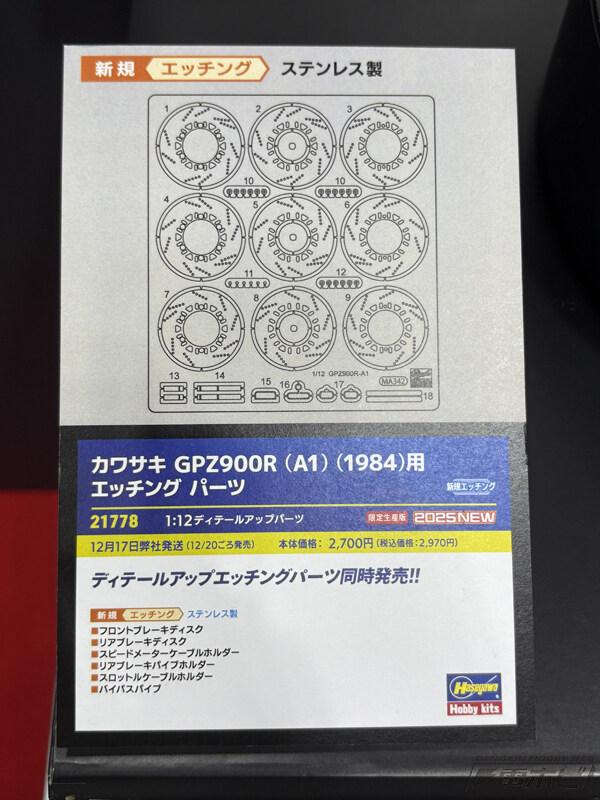 新規 エッチング ステンレス製
1 2 3
10 10
4 5 6
11 12
7 8 9
1/12 GPZ900R-A1
13 14 15 16 17 MA342
18
カワサキ GPZ900R（A1）（1984）用
エッチング パーツ 新規エッチング
21778 1:12ディテールアップパーツ 限定生産版 2025NEW
12月17日弊社発送（12/20ごろ発売） 本体価格： 2,700円（税込価格：2,970円）
ディテールアップエッチングパーツ同時発売!!
新規 エッチング ステンレス製
■フロントブレーキディスク
■リアブレーキディスク
■スピードメーターケーブルホルダー
■リアブレーキパイプホルダー
■スロットルケーブルホルダー
■バイパスパイプ
Hasegawa
Hobby kits
電ホビ